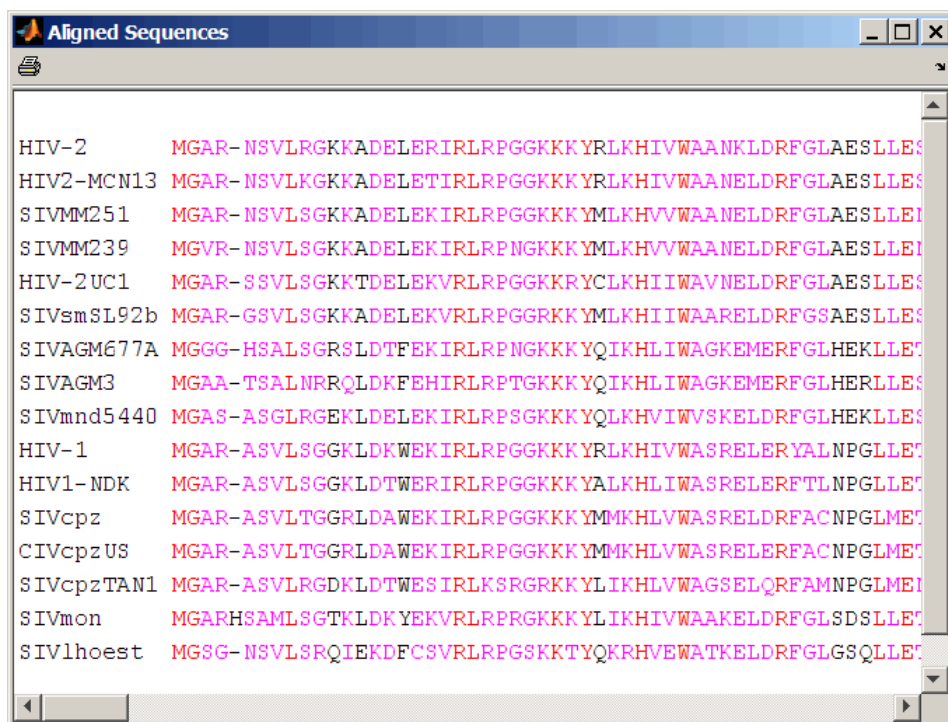 Aligned Sequences
HIV-2 MGAR-NSVLRGKKADELERIRLRPGGKKKYRLKHIVWAANKLDRFGLAESLLES
HIV2-MCN13 MGAR-NSVLKGKKADELETIRLRPGGKKKYRLKHIVWAANELDRFGLAESLLES
SIVMM251 MGAR-NSVLSGKKADELEKIRLRPGGKKKYMLKHVVWAANELDRFGLAESLLEN
SIVMM239 MGVR-NSVLSGKKADELEKIRLRPNGKKKYMLKHVVWAANELDRFGLAESLLEN
HIV-2UC1 MGAR-SSVLSGKKTDELEKVRLRPGGKKRYCLKHIIWAVNELDRFGLAESLLES
SIVsmSL92b MGAR-GSVLSGKKADELEKVRLRPGGRKKYMLKHIIWAARELDRFGSAESLLES
SIVAGM677A MGGG-HSALSGRSLDTFEKIRLRPNGKKKYQIKHLIWAGKEMERFGLHEKLLET
SIVAGM3 MGAA-TSALNRRQLDKFEHIRLRPTGKKKYQIKHLIWAGKEMERFGLHERLLES
SIVmnd5440 MGAS-ASGLRGEKLDELEKIRLRPSGKKKYQLKHVIWVSKELDRFGLHEKLLES
HIV-1 MGAR-ASVLSGGKLDKWEKIRLRPGGKKKYRLKHIVWASRELERYALNPGLLET
HIV1-NDK MGAR-ASVLSGGKLDTWERIRLRPGGKKKYALKHLIWASRELERFTLNPGLLET
SIVcpz MGAR-ASVLTGGRLDAWEKIRLRPGGKKKYMMKHLVWASRELDRFACNPGLMET
CIVcpzUS MGAR-ASVLTGGRLDAWEKIRLRPGGKKKYMMKHLVWASRELERFACNPGLMET
SIVcpzTAN1 MGAR-ASVLRGDKLDTWESIRLKSRGRKKYLIKHLVWAGSELQRFAMNPGLMEN
SIVmon MGARHSAMLSGTKLDKYEKVRLRPRGKKKYLIKHIVWAAKELDRFGLSDSLLET
SIVlhoest MGSG-NSVLSRQIEKDFCSVRLRPGSKKTYQKRHVEWATKELDRFGLGSQLLET